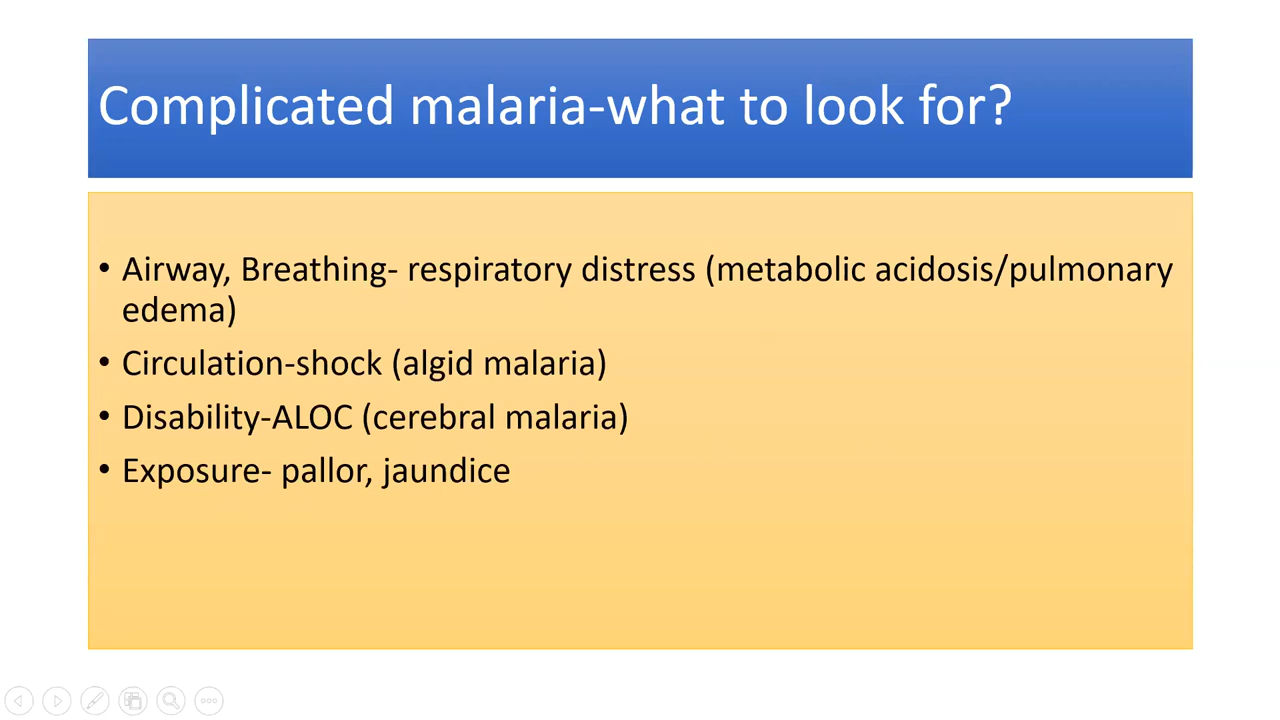 Complicated malaria-what to look for?
• Airway, Breathing- respiratory distress (metabolic acidosis/pulmonary
edema)
• Circulation-shock (algid malaria)
• Disability-ALOC (cerebral malaria)
• Exposure- pallor, jaundice